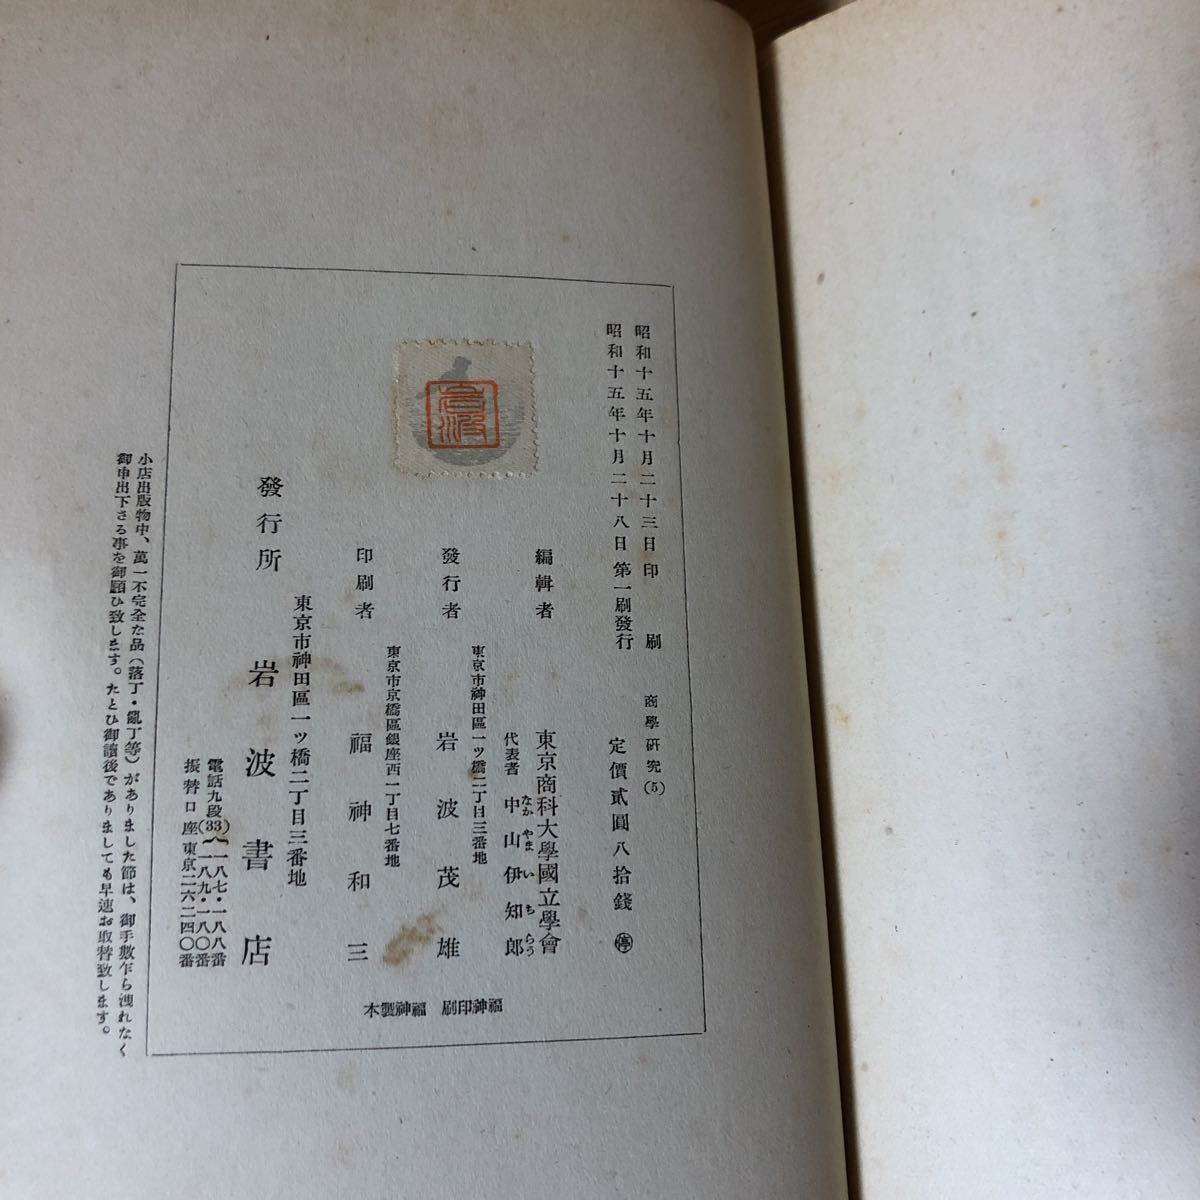 昭和十五年十月二十三日印刷
昭和十五年十月二十八日第一刷發行
商學研究(5)
定價貳圓八拾錢 停
編輯者
東京商科大學國立學會
代表者 中山伊知郎
なかやまいちらう
發行者
東京市神田區一ツ橋二丁目三番地
岩波茂雄
印刷者
東京市京橋區銀座西一丁目七番地
福神和三
東京市神田區一ツ橋二丁目三番地
發行所 岩波書店
電話九段(33)
一八七・一八八番
一八九・一八〇番
振替口座東京二六二四〇番
福神印刷 福神製本
岩波
小店出版物中、萬一不完全な品(落丁・亂丁等)がありました節は、御手數乍ら洩れなく
御申出下さる事を御願ひ致します。たとひ御讀後でありましても早速お取替致します。